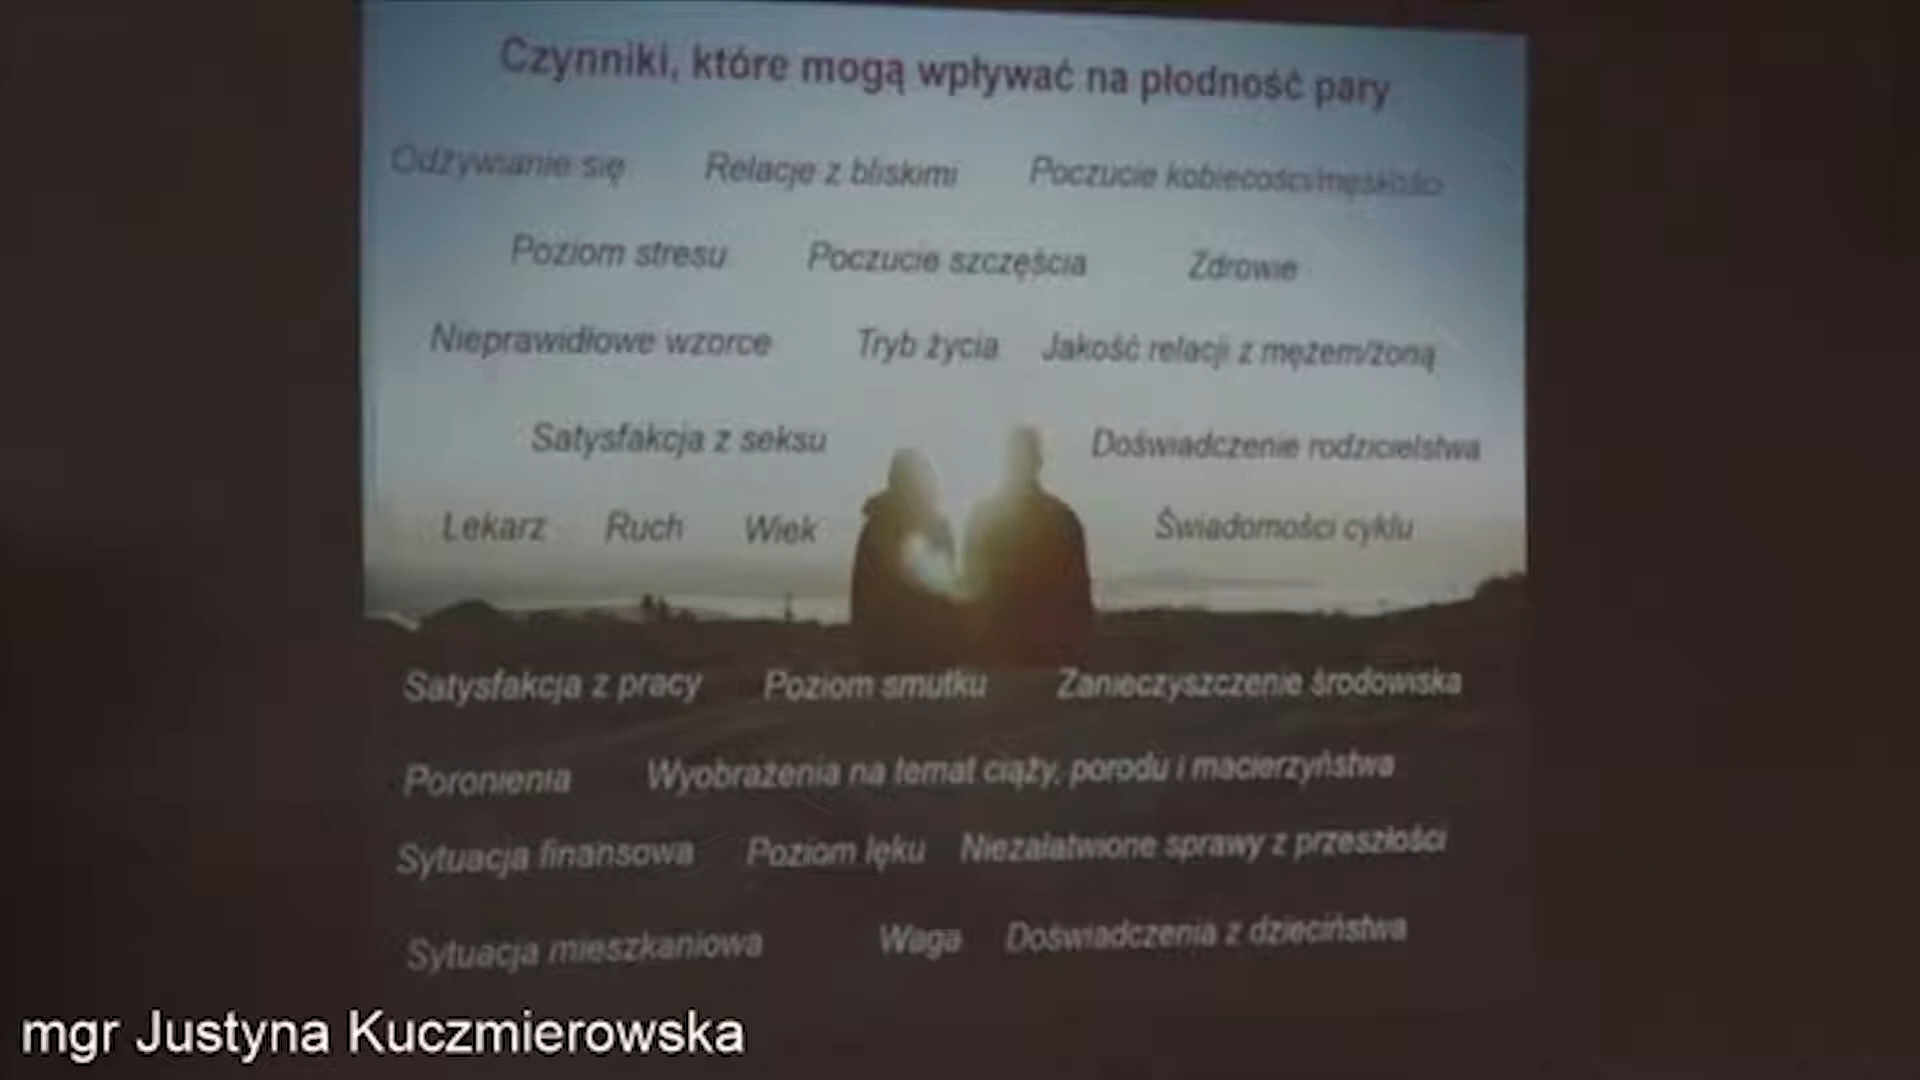 Czynniki, które mogą wpływać na płodność pary
Odżywianie się Relacje z bliskimi Poczucie kobiecości/męskości
Poziom stresu Poczucie szczęścia Zdrowie
Nieprawidłowe wzorce Tryb życia Jakość relacji z mężem/żoną
Satysfakcja z seksu Doświadczenie rodzicielstwa
Lekarz Ruch Wiek Świadomości cyklu
Satysfakcja z pracy Poziom smutku Zanieczyszczenie środowiska
Poronienia Wyobrażenia na temat ciąży, porodu i macierzyństwa
Sytuacja finansowa Poziom lęku Niezałatwione sprawy z przeszłości
Sytuacja mieszkaniowa Waga Doświadczenia z dzieciństwa
mgr Justyna Kuczmierowska